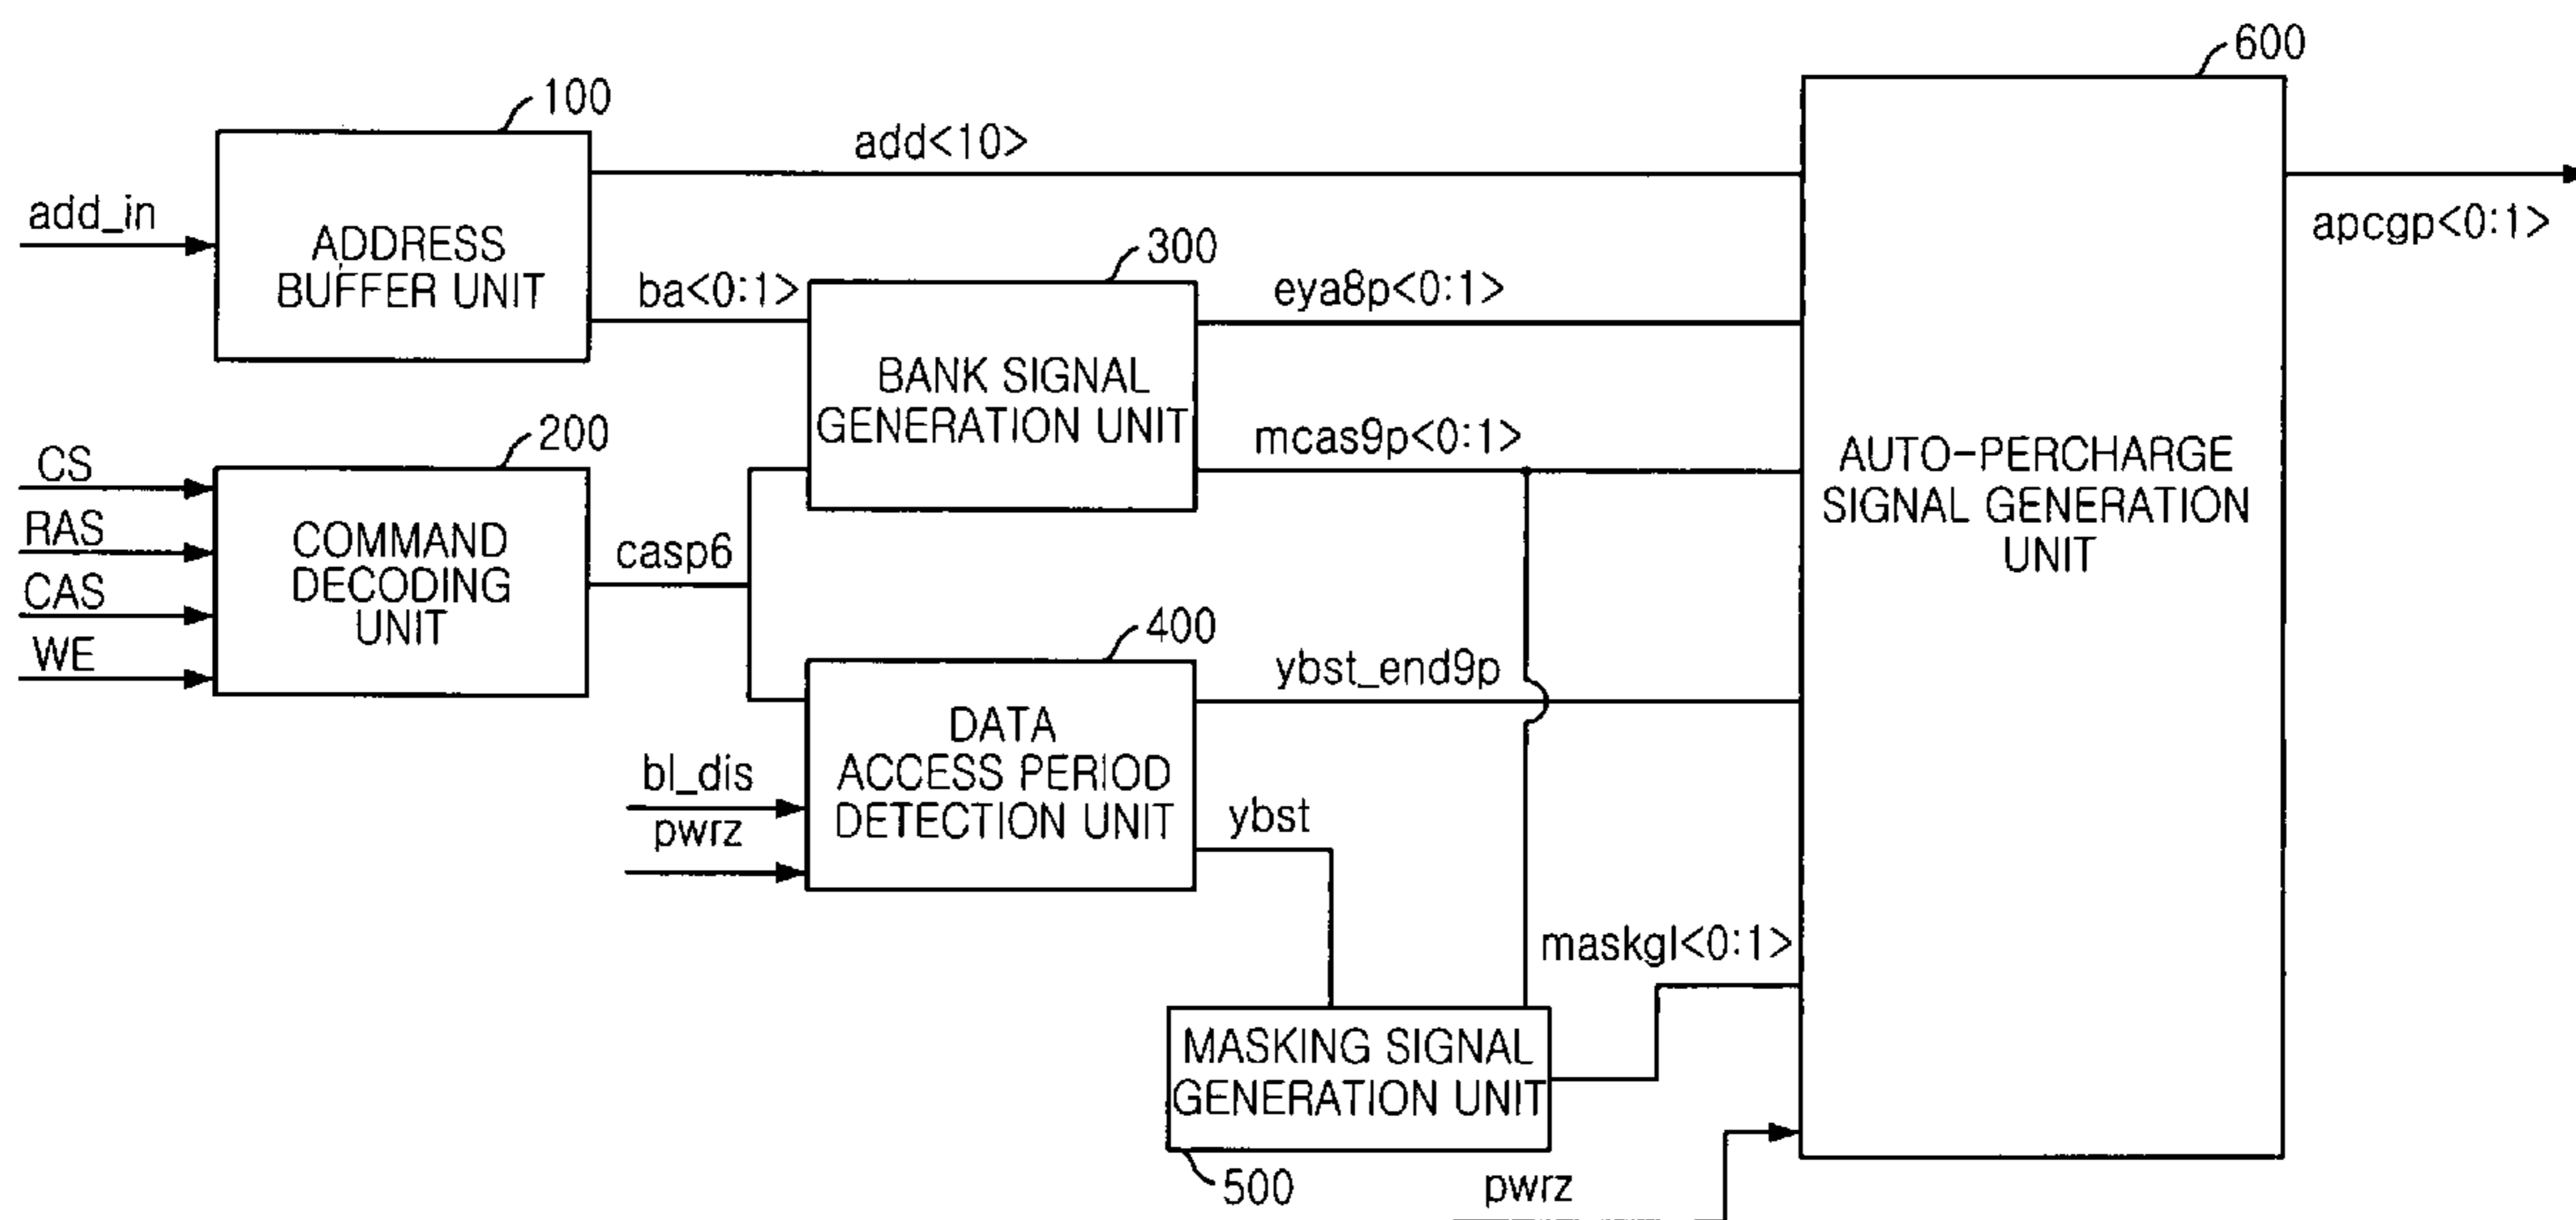 600
100
add<10>
add_in
ADDRESS
BUFFER UNIT
apcgp<0:1>
300
ba<0:1>
eya8p<0:1>
BANK SIGNAL
GENERATION UNIT
mcas9p<0:1>
200
CS
RAS
CAS
WE
COMMAND
DECODING
UNIT
casp6
AUTO-PERCHARGE
SIGNAL GENERATION
UNIT
400
ybst_end9p
DATA
ACCESS PERIOD
DETECTION UNIT
bl_dis
pwrz
ybst
maskgl<0:1>
MASKING SIGNAL
GENERATION UNIT
500
pwrz